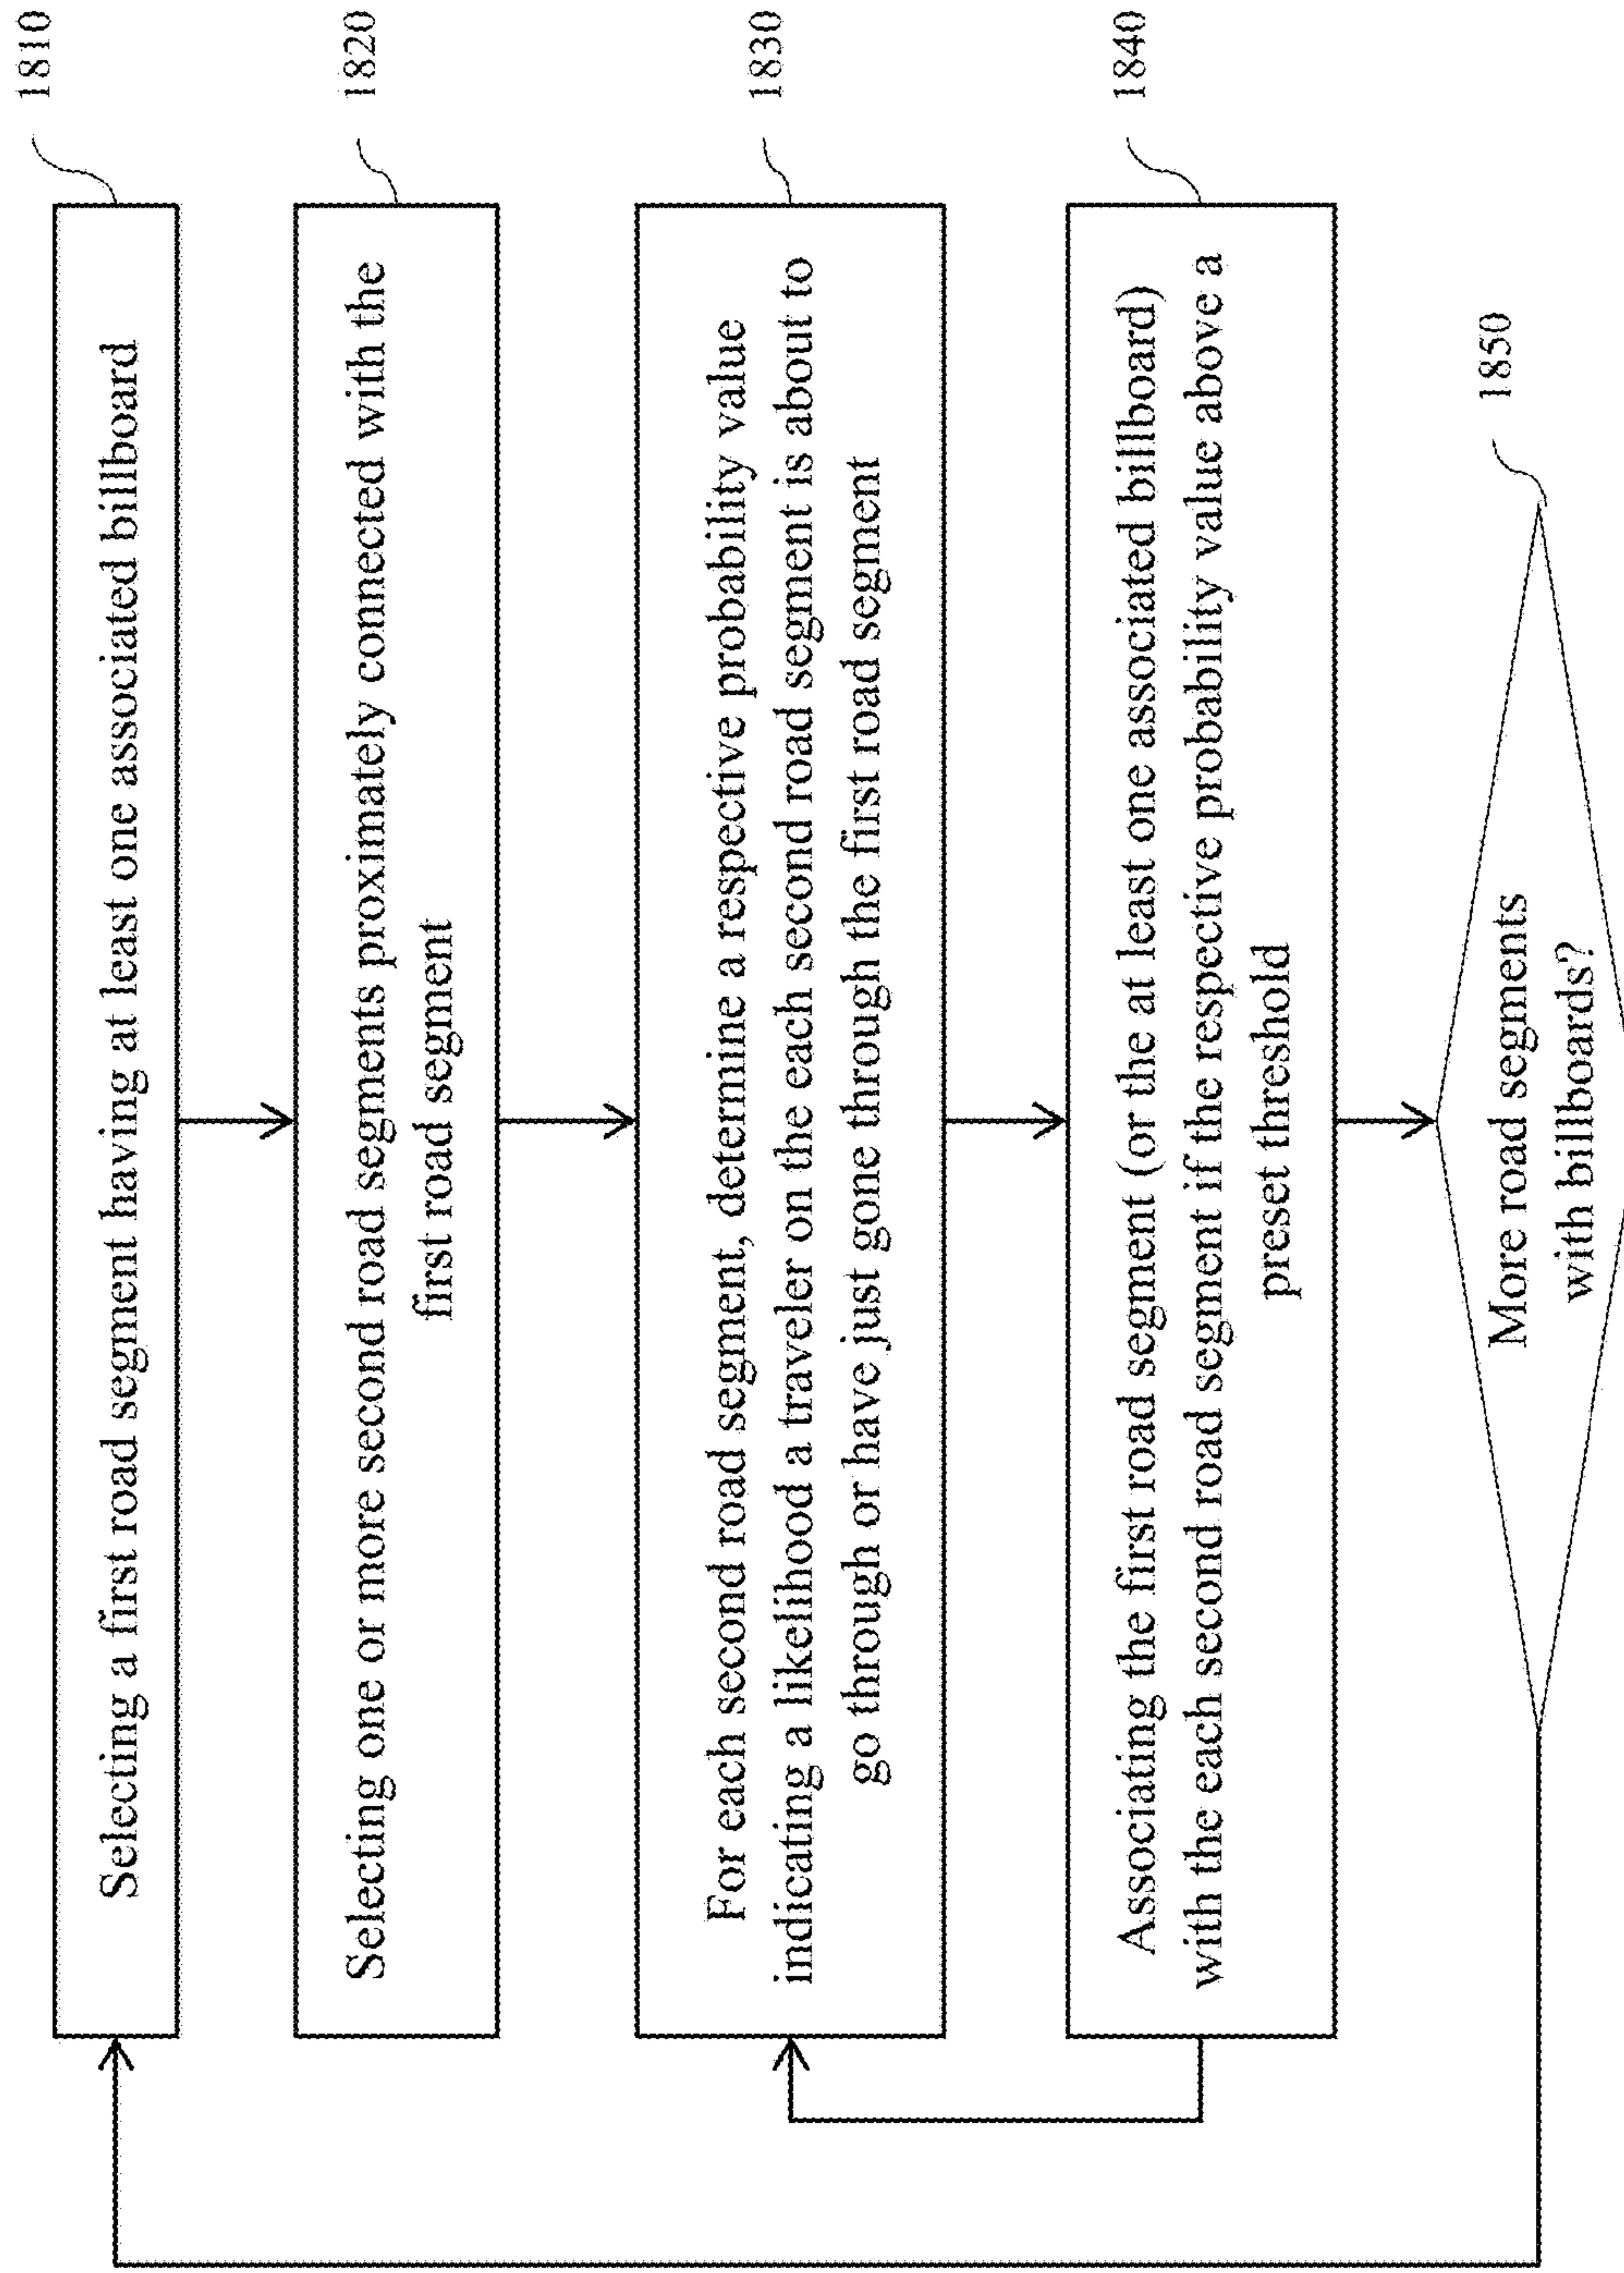 1810
Selecting a first road segment having at least one associated billboard
1820
Selecting one or more second road segments proximately connected with the
first road segment
1830
For each second road segment, determine a respective probability value
indicating a likelihood a traveler on the each second road segment is about to
go through or have just gone through the first road segment
1840
Associating the first road segment (or the at least one associated billboard)
with the each second road segment if the respective probability value above a
preset threshold
1850
More road segments
with billboards?